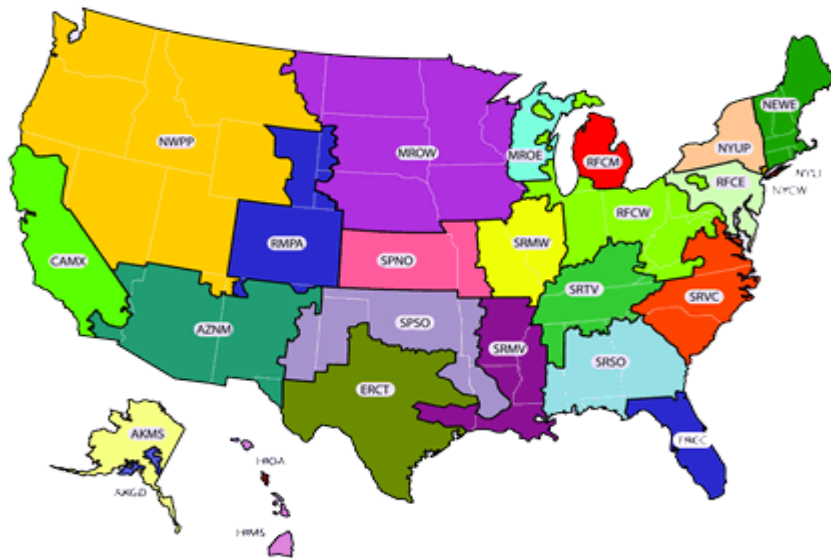 NEWE
NWPP
MROW
MROE
NYUP
RFCM
NYLI
RFCE
NYCW
RFCW
RMPA
SRMW
CAMX
SPNO
SRTV
SRVC
AZNM
SPSO
SRMV
SRSO
ERCT
AKMS
FRCC
HIOA
AKGD
HIMS